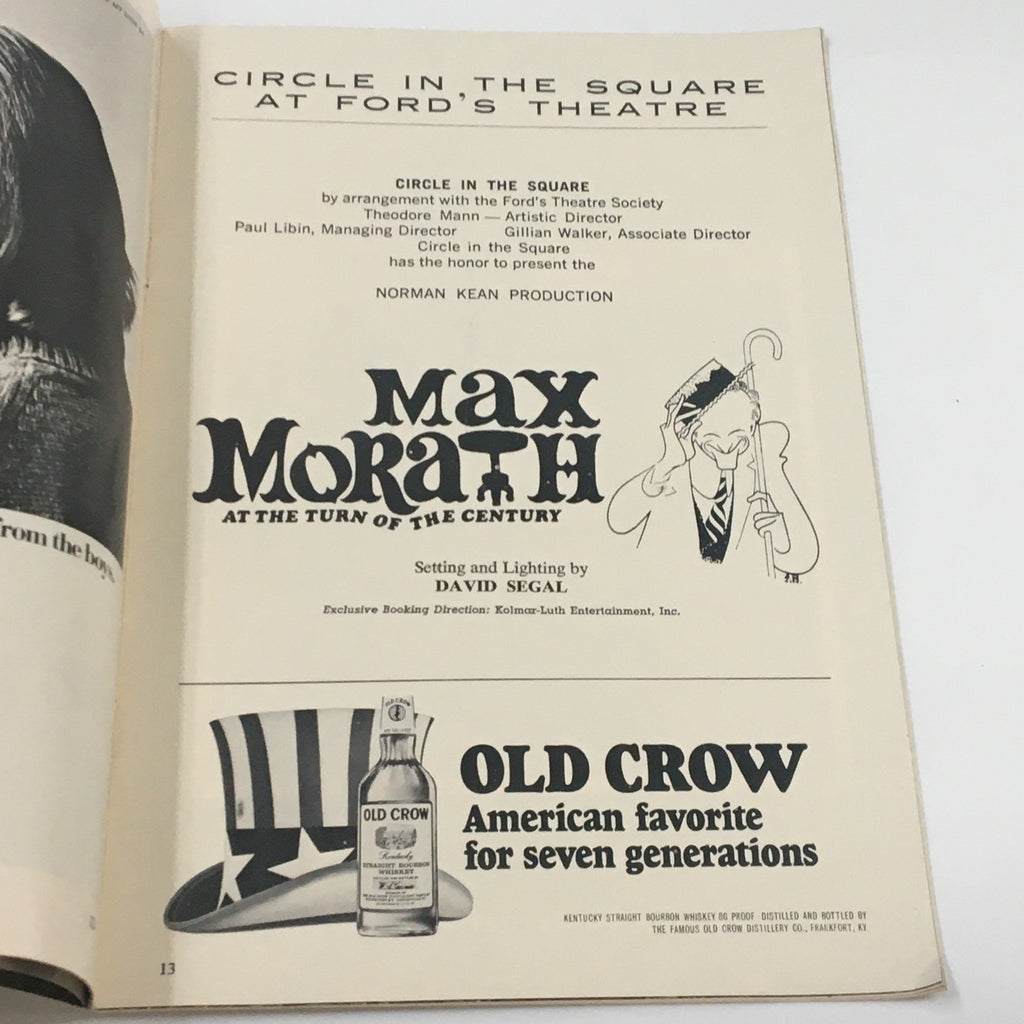 from the boys
CIRCLE IN THE SQUARE
AT FORD'S THEATRE
CIRCLE IN THE SQUARE
by arrangement with the Ford's Theatre Society
Theodore Mann — Artistic Director
Paul Libin, Managing Director Gillian Walker, Associate Director
Circle in the Square
has the honor to present the
NORMAN KEAN PRODUCTION
MAX
MORATH
AT THE TURN OF THE CENTURY
Setting and Lighting by
DAVID SEGAL
Exclusive Booking Direction: Kolmar-Luth Entertainment, Inc.
OLD CROW
OLD CROW
Kentucky
STRAIGHT BOURBON
WHISKEY
OLD CROW
American favorite
for seven generations
KENTUCKY STRAIGHT BOURBON WHISKEY 86 PROOF DISTILLED AND BOTTLED BY
THE FAMOUS OLD CROW DISTILLERY CO., FRANKFORT, KY.
13